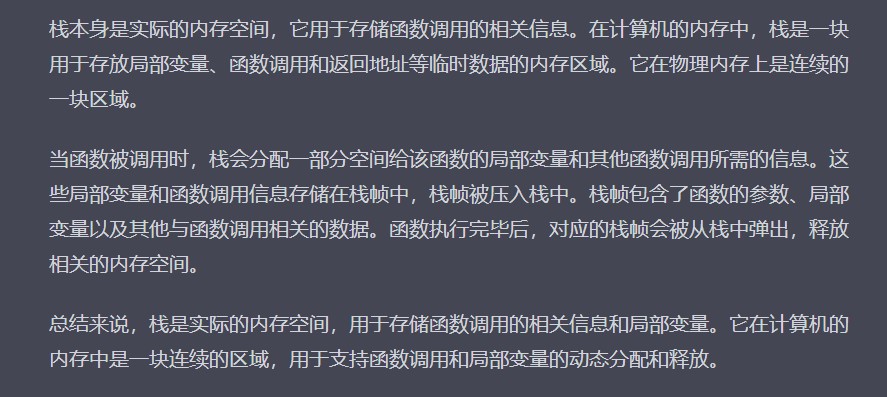 栈本身是实际的内存空间，它用于存储函数调用的相关信息。在计算机的内存中，栈是一块
用于存放局部变量、函数调用和返回地址等临时数据的内存区域。它在物理内存上是连续的
一块区域。
当函数被调用时，栈会分配一部分空间给该函数的局部变量和其他函数调用所需的信息。这
些局部变量和函数调用信息存储在栈帧中，栈帧被压入栈中。栈帧包含了函数的参数、局部
变量以及其他与函数调用相关的数据。函数执行完毕后，对应的栈帧会被从栈中弹出，释放
相关的内存空间。
总结来说，栈是实际的内存空间，用于存储函数调用的相关信息和局部变量。它在计算机的
内存中是一块连续的区域，用于支持函数调用和局部变量的动态分配和释放。